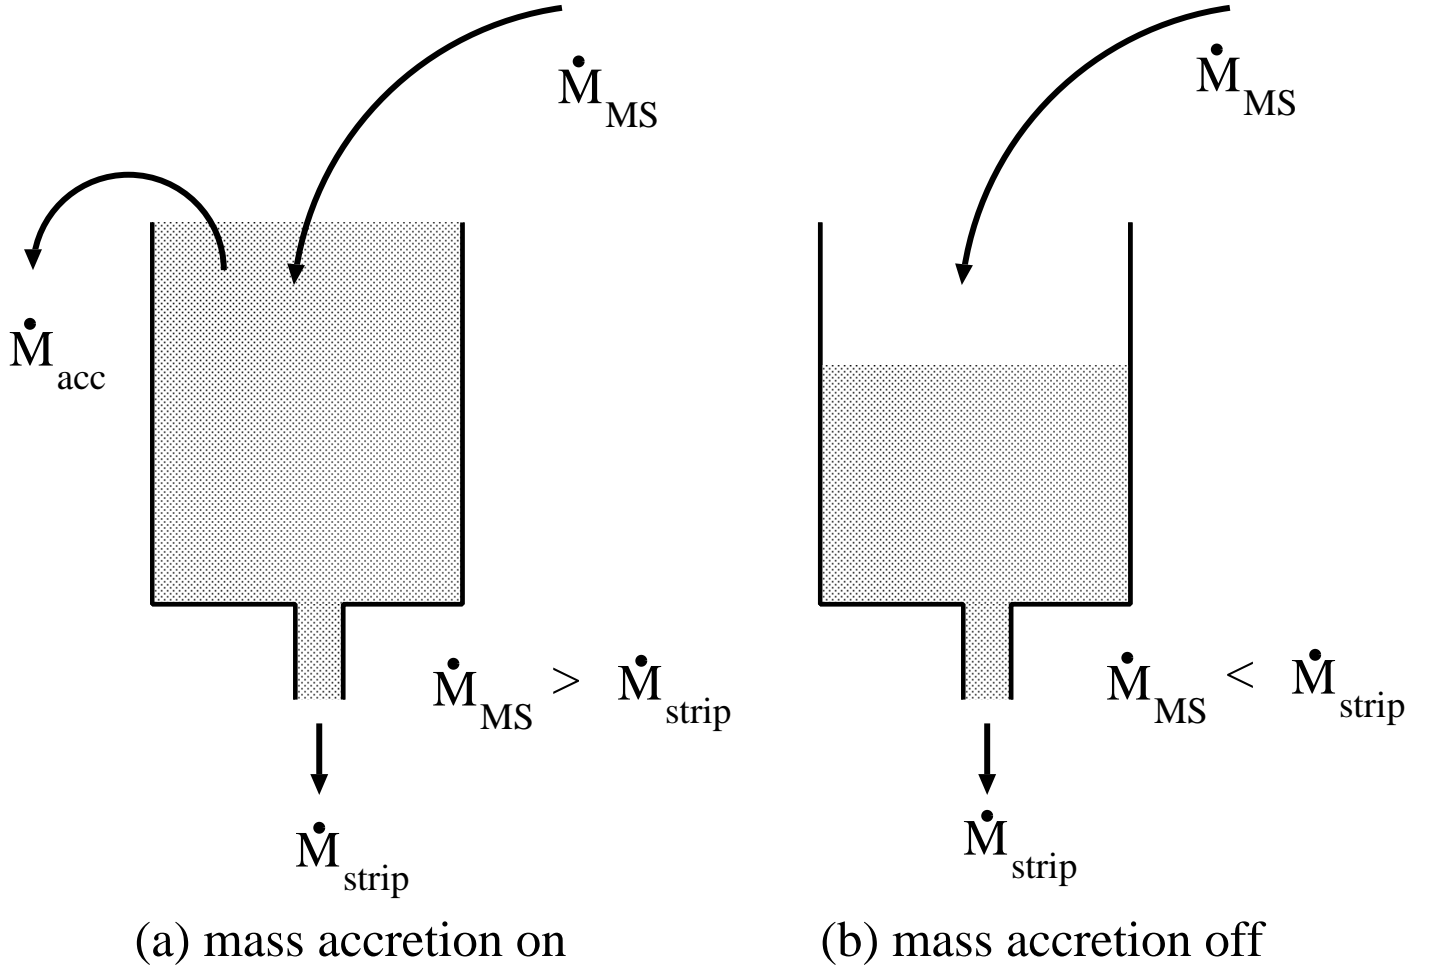 Ṁ_MS
Ṁ_MS
Ṁ_acc
Ṁ_MS > Ṁ_strip
Ṁ_MS < Ṁ_strip
Ṁ_strip
Ṁ_strip
(a) mass accretion on
(b) mass accretion off